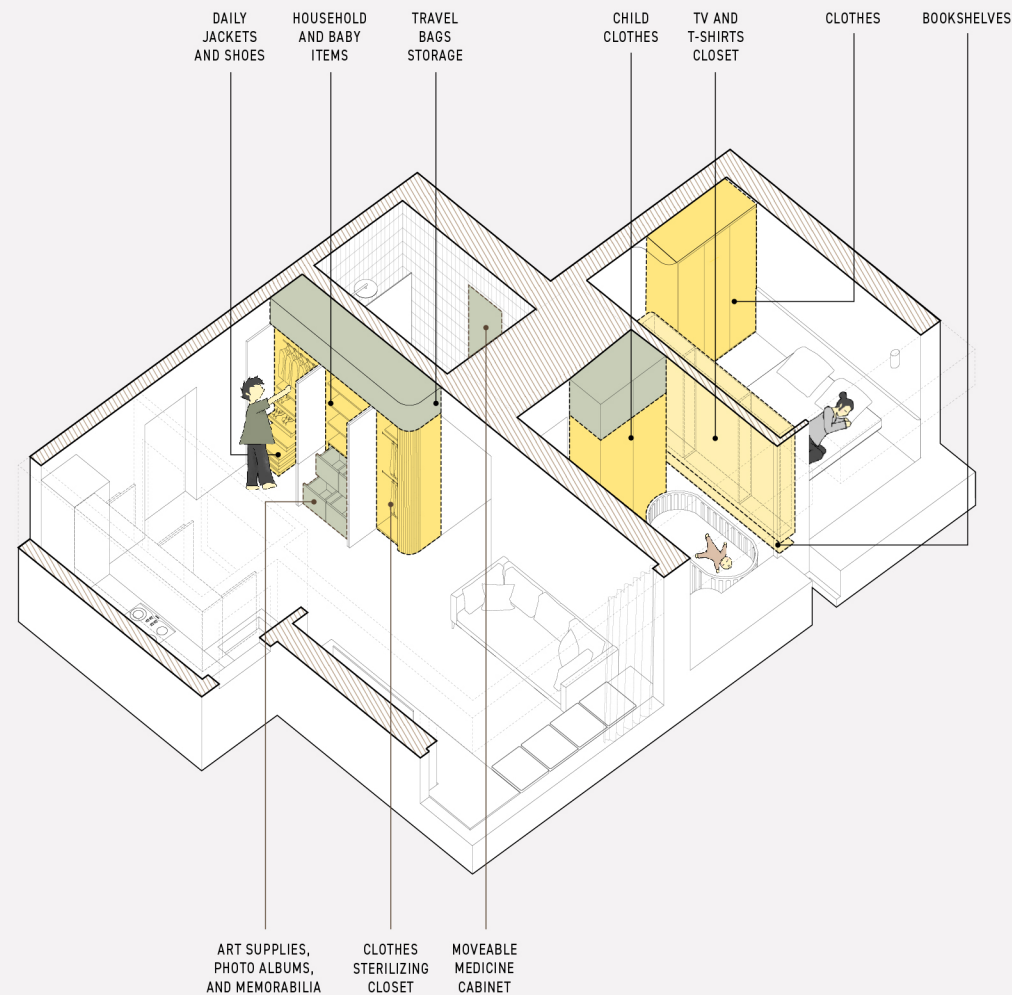 DAILY
JACKETS
AND SHOES
HOUSEHOLD
AND BABY
ITEMS
TRAVEL
BAGS
STORAGE
CHILD
CLOTHES
TV AND
T-SHIRTS
CLOSET
CLOTHES
BOOKSHELVES
ART SUPPLIES,
PHOTO ALBUMS,
AND MEMORABILIA
CLOTHES
STERILIZING
CLOSET
MOVEABLE
MEDICINE
CABINET